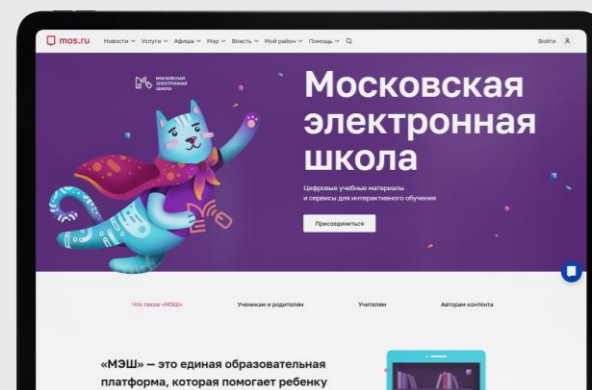 mos.ru
Новости Услуги Афиша Мэр Власть Мой район Помощь
Войти
МОСКОВСКАЯ
ЭЛЕКТРОННАЯ
ШКОЛА
Московская
электронная
школа
Цифровые учебные материалы
и сервисы для интерактивного обучения
Присоединиться
Что такое «МЭШ»
Ученикам и родителям
Учителям
Авторам контента
«МЭШ» — это единая образовательная
платформа, которая помогает ребенку